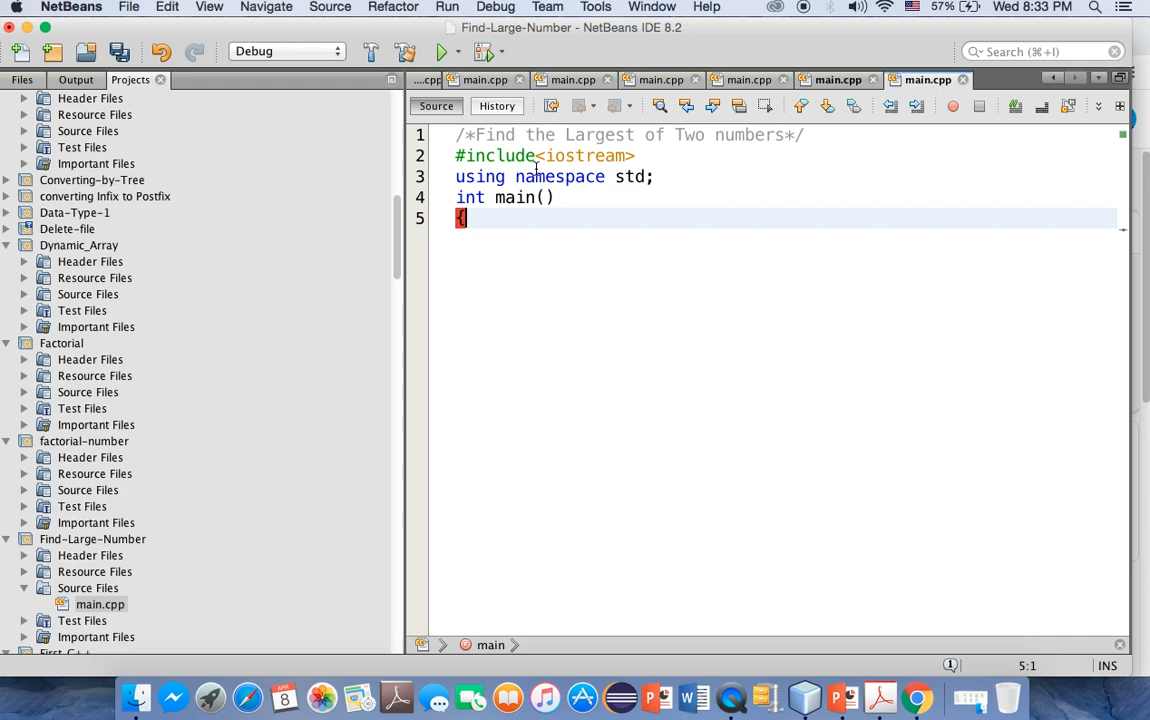 NetBeans File Edit View Navigate Source Refactor Run Debug Team Tools Window Help 57% Wed 8:33 PM
Find-Large-Number - NetBeans IDE 8.2
Debug
Search (⌘+I)
Files Output Projects
....cpp main.cpp main.cpp main.cpp main.cpp main.cpp main.cpp
Source History
Header Files
Resource Files
Source Files
Test Files
Important Files
Converting-by-Tree
converting Infix to Postfix
Data-Type-1
Delete-file
Dynamic_Array
Header Files
Resource Files
Source Files
Test Files
Important Files
Factorial
Header Files
Resource Files
Source Files
Test Files
Important Files
factorial-number
Header Files
Resource Files
Source Files
Test Files
Important Files
Find-Large-Number
Header Files
Resource Files
Source Files
main.cpp
Test Files
Important Files
First-C++
1 /*Find the Largest of Two numbers*/
2 #include<iostream>
3 using namespace std;
4 int main()
5 {
main
1 5:1 INS
APR 8